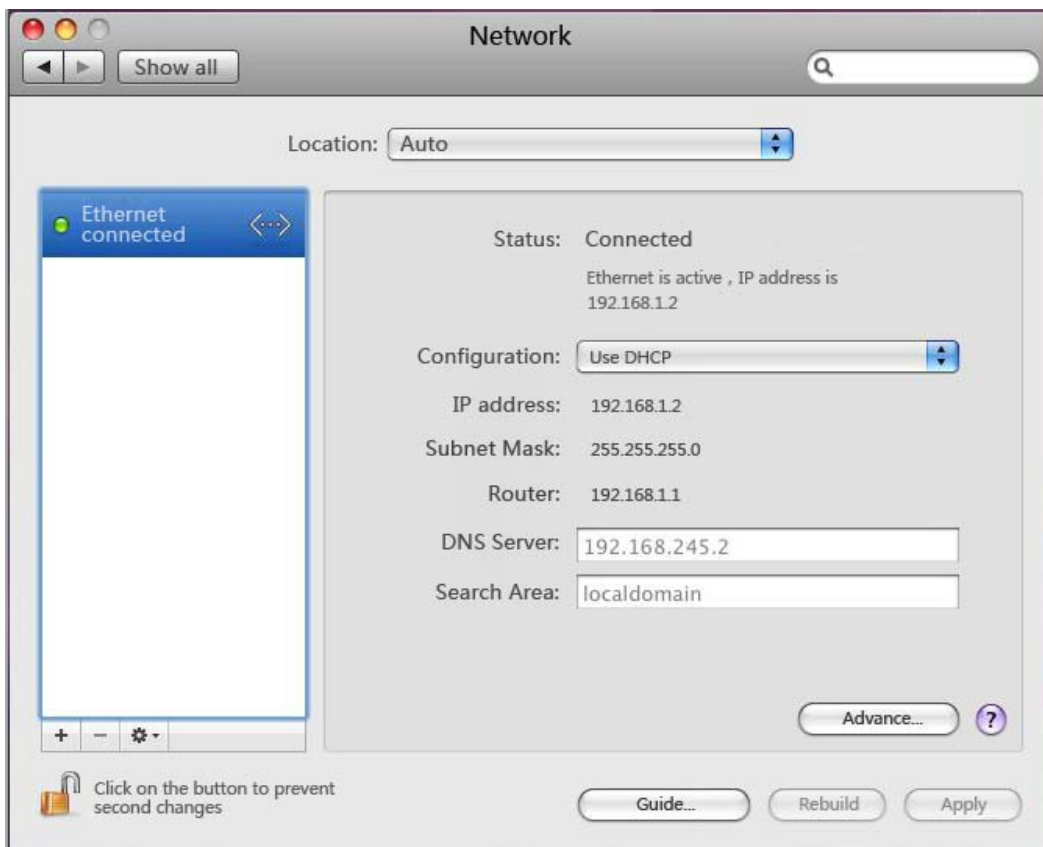 Network
Show all
Location: Auto
Ethernet
connected
Status: Connected
Ethernet is active , IP address is
192.168.1.2
Configuration: Use DHCP
IP address: 192.168.1.2
Subnet Mask: 255.255.255.0
Router: 192.168.1.1
DNS Server: 192.168.245.2
Search Area: localdomain
Advance... ?
+ −
Click on the button to prevent
second changes
Guide... Rebuild Apply